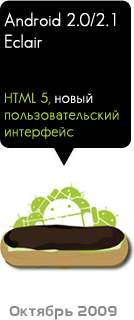 Android 2.0/2.1
Eclair
HTML 5, новый
пользовательский
интерфейс
Октябрь 2009